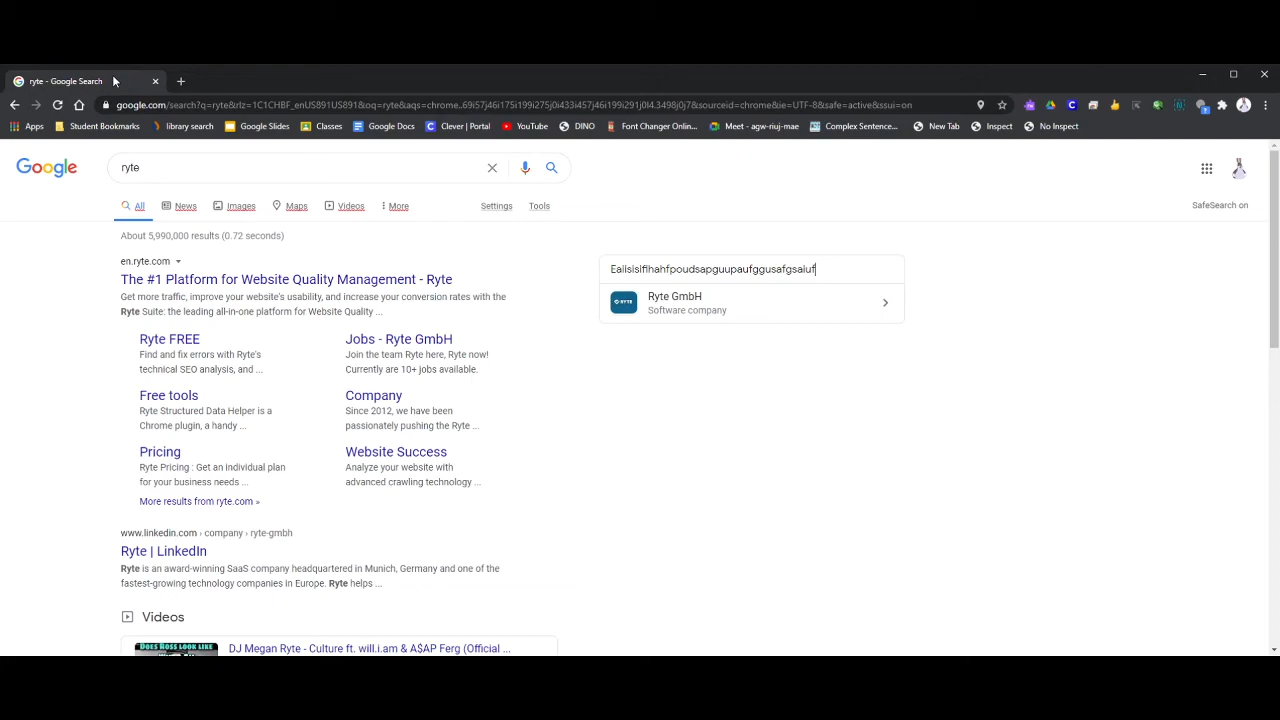 ryte - Google Search
google.com/search?q=ryte&rlz=1C1CHBF_enUS891US891&oq=ryte&aqs=chrome..69i57j46i175i199i275j0i433i457j46i199i291j0l4.3498j0j7&sourceid=chrome&ie=UTF-8&safe=active&ssui=on
Apps Student Bookmarks library search Google Slides Classes Google Docs Clever | Portal YouTube DINO Font Changer Onlin... Meet - agw-riuj-mae Complex Sentence... New Tab Inspect No Inspect
Google ryte
All News Images Maps Videos More Settings Tools SafeSearch on
About 5,990,000 results (0.72 seconds)
en.ryte.com
The #1 Platform for Website Quality Management - Ryte
Get more traffic, improve your website's usability, and increase your conversion rates with the
Ryte Suite: the leading all-in-one platform for Website Quality ...
Ryte FREE
Find and fix errors with Ryte's
technical SEO analysis, and ...
Jobs - Ryte GmbH
Join the team Ryte here, Ryte now!
Currently are 10+ jobs available.
Free tools
Ryte Structured Data Helper is a
Chrome plugin, a handy ...
Company
Since 2012, we have been
passionately pushing the Ryte ...
Pricing
Ryte Pricing : Get an individual plan
for your business needs ...
Website Success
Analyze your website with
advanced crawling technology ...
More results from ryte.com »
www.linkedin.com › company › ryte-gmbh
Ryte | LinkedIn
Ryte is an award-winning SaaS company headquartered in Munich, Germany and one of the
fastest-growing technology companies in Europe. Ryte helps ...
Videos
DOES ROSS LOOK LIKE
DJ Megan Ryte - Culture ft. will.i.am & A$AP Ferg (Official ...
RYTE
Ryte GmbH
Software company